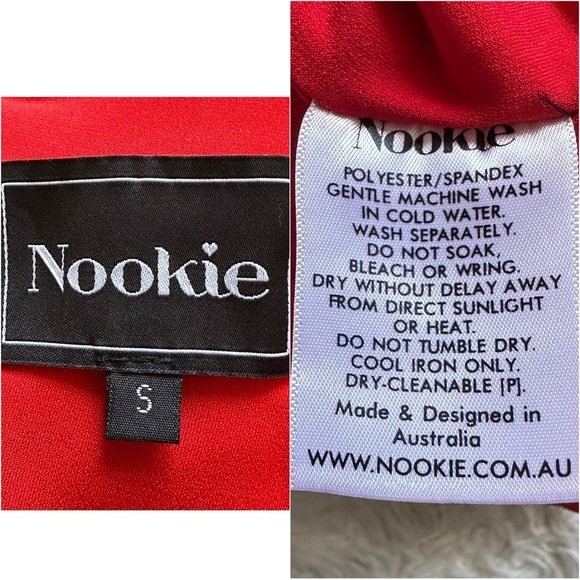 Nookie
S
Nookie
POLYESTER/SPANDEX
GENTLE MACHINE WASH
IN COLD WATER.
WASH SEPARATELY.
DO NOT SOAK,
BLEACH OR WRING.
DRY WITHOUT DELAY AWAY
FROM DIRECT SUNLIGHT
OR HEAT.
DO NOT TUMBLE DRY.
COOL IRON ONLY.
DRY-CLEANABLE [P].
Made & Designed in
Australia
WWW.NOOKIE.COM.AU